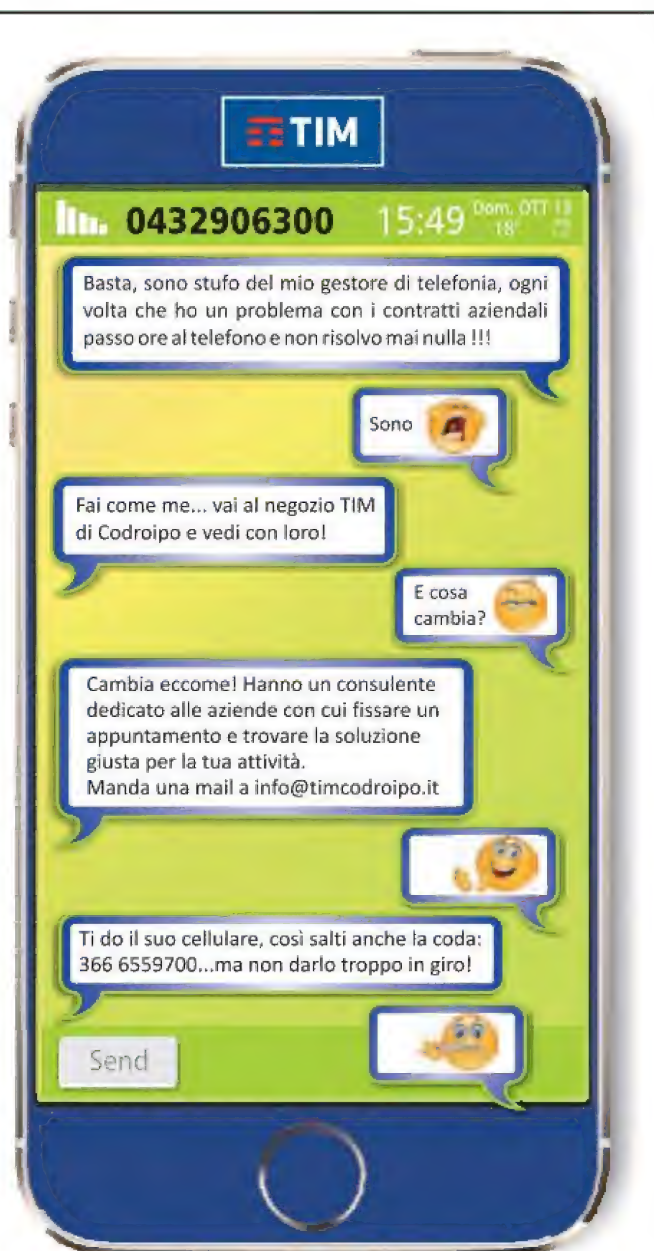 TIM
0432906300 15:49 Dom, OTT 13
18°
Basta, sono stufo del mio gestore di telefonia, ogni
volta che ho un problema con i contratti aziendali
passo ore al telefono e non risolvo mai nulla !!!
Sono
Fai come me... vai al negozio TIM
di Codroipo e vedi con loro!
E cosa
cambia?
Cambia eccome! Hanno un consulente
dedicato alle aziende con cui fissare un
appuntamento e trovare la soluzione
giusta per la tua attività.
Manda una mail a info@timcodroipo.it
Ti do il suo cellulare, così salti anche la coda:
366 6559700...ma non darlo troppo in giro!
Send